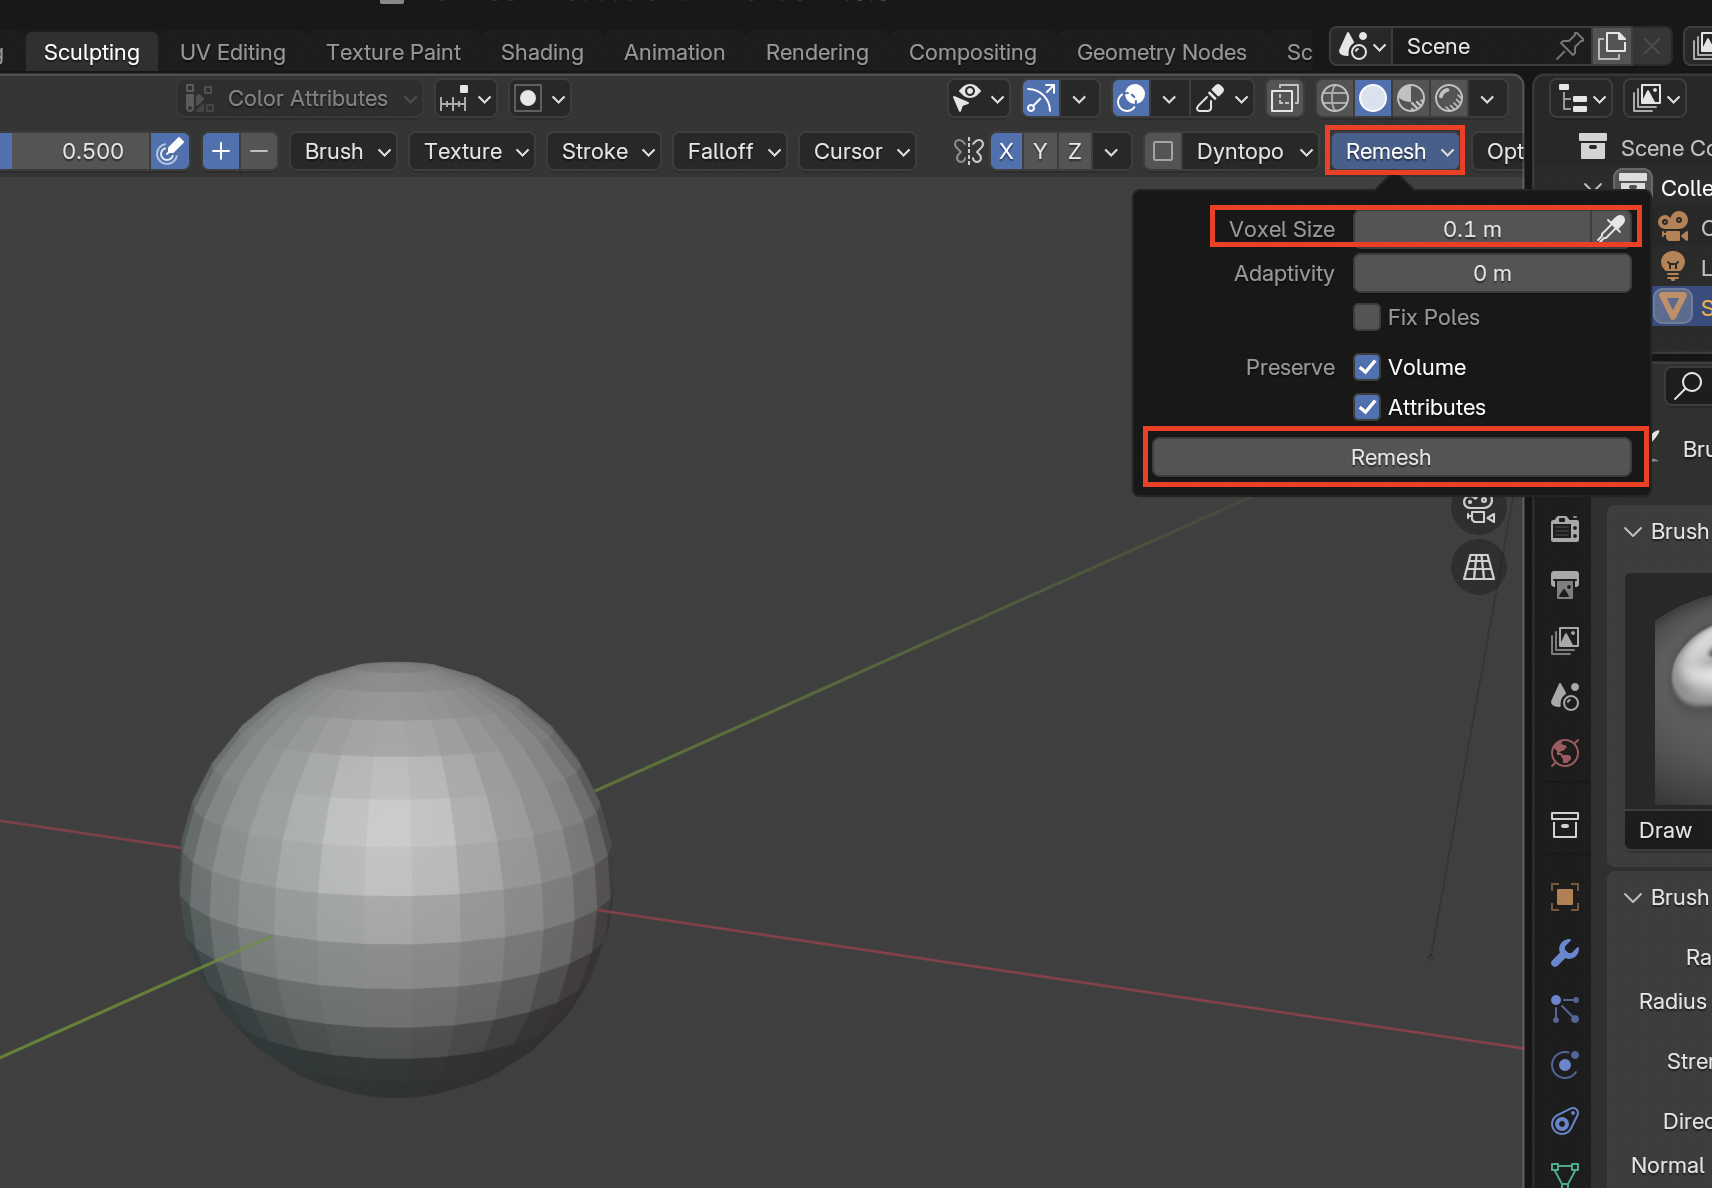 Sculpting UV Editing Texture Paint Shading Animation Rendering Compositing Geometry Nodes Sc Scene
Color Attributes
0.500 Brush Texture Stroke Falloff Cursor X Y Z Dyntopo Remesh Opt
Scene Co
Colle
Voxel Size 0.1 m
Adaptivity 0 m
Fix Poles
Preserve Volume
Attributes
Remesh
Bru
Brush
Draw
Brush
Ra
Radius
Stren
Direc
Normal